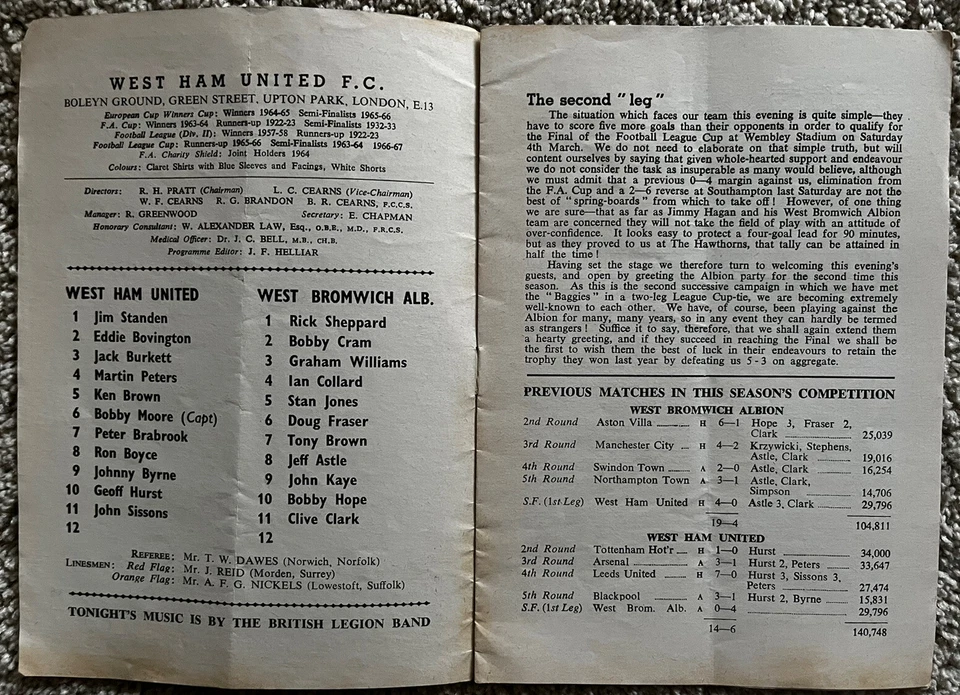 WEST HAM UNITED F.C.
BOLEYN GROUND, GREEN STREET, UPTON PARK, LONDON, E.13
European Cup Winners Cup: Winners 1964-65 Semi-Finalists 1965-66
F.A. Cup: Winners 1963-64 Runners-up 1922-23 Semi-Finalists 1932-33
Football League (Div. II): Winners 1957-58 Runners-up 1922-23
Football League Cup: Runners-up 1965-66 Semi-Finalists 1963-64 1966-67
F.A. Charity Shield: Joint Holders 1964
Colours: Claret Shirts with Blue Sleeves and Facings, White Shorts
Directors: R. H. PRATT (Chairman) L. C. CEARNS (Vice-Chairman)
W. F. CEARNS R. G. BRANDON B. R. CEARNS, F.C.C.S.
Manager: R. GREENWOOD Secretary: E. CHAPMAN
Honorary Consultant: W. ALEXANDER LAW, Esq., O.B.E., M.D., F.R.C.S.
Medical Officer: Dr. J. C. BELL, M.B., CH.B.
Programme Editor: J. F. HELLIAR
WEST HAM UNITED
1 Jim Standen
2 Eddie Bovington
3 Jack Burkett
4 Martin Peters
5 Ken Brown
6 Bobby Moore (Capt)
7 Peter Brabrook
8 Ron Boyce
9 Johnny Byrne
10 Geoff Hurst
11 John Sissons
12
WEST BROMWICH ALB.
1 Rick Sheppard
2 Bobby Cram
3 Graham Williams
4 Ian Collard
5 Stan Jones
6 Doug Fraser
7 Tony Brown
8 Jeff Astle
9 John Kaye
10 Bobby Hope
11 Clive Clark
12
REFEREE: Mr. T. W. DAWES (Norwich, Norfolk)
LINESMEN: Red Flag: Mr. J. REID (Morden, Surrey)
Orange Flag: Mr. A. F. G. NICKELS (Lowestoft, Suffolk)
TONIGHT'S MUSIC IS BY THE BRITISH LEGION BAND
The second "leg"
The situation which faces our team this evening is quite simple—they
have to score five more goals than their opponents in order to qualify for
the Final of the Football League Cup at Wembley Stadium on Saturday
4th March. We do not need to elaborate on that simple truth, but will
content ourselves by saying that given whole-hearted support and endeavour
we do not consider the task as insuperable as many would believe, although
we must admit that a previous 0—4 margin against us, elimination from
the F.A. Cup and a 2—6 reverse at Southampton last Saturday are not the
best of "spring-boards" from which to take off! However, of one thing
we are sure—that as far as Jimmy Hagan and his West Bromwich Albion
team are concerned they will not take the field of play with an attitude of
over-confidence. It looks easy to protect a four-goal lead for 90 minutes,
but as they proved to us at The Hawthorns, that tally can be attained in
half the time!
Having set the stage we therefore turn to welcoming this evening's
guests, and open by greeting the Albion party for the second time this
season. As this is the second successive campaign in which we have met
the "Baggies" in a two-leg League Cup-tie, we are becoming extremely
well-known to each other. We have, of course, been playing against the
Albion for many, many years, so in any event they can hardly be termed
as strangers! Suffice it to say, therefore, that we shall again extend them
a hearty greeting, and if they succeed in reaching the Final we shall be
the first to wish them the best of luck in their endeavours to retain the
trophy they won last year by defeating us 5-3 on aggregate.
PREVIOUS MATCHES IN THIS SEASON'S COMPETITION
WEST BROMWICH ALBION
2nd Round Aston Villa H 6—1 Hope 3, Fraser 2,
Clark 25,039
3rd Round Manchester City H 4—2 Krzywicki, Stephens,
Astle, Clark 19,016
4th Round Swindon Town A 2—0 Astle, Clark 16,254
5th Round Northampton Town A 3—1 Astle, Clark,
Simpson 14,706
S.F. (1st Leg) West Ham United H 4—0 Astle 3, Clark 29,796
19—4 104,811
WEST HAM UNITED
2nd Round Tottenham Hot'r H 1—0 Hurst 34,000
3rd Round Arsenal A 3—1 Hurst 2, Peters 33,647
4th Round Leeds United H 7—0 Hurst 3, Sissons 3,
Peters 27,474
5th Round Blackpool A 3—1 Hurst 2, Byrne 15,831
S.F. (1st Leg) West Brom. Alb. A 0—4 29,796
14—6 140,748